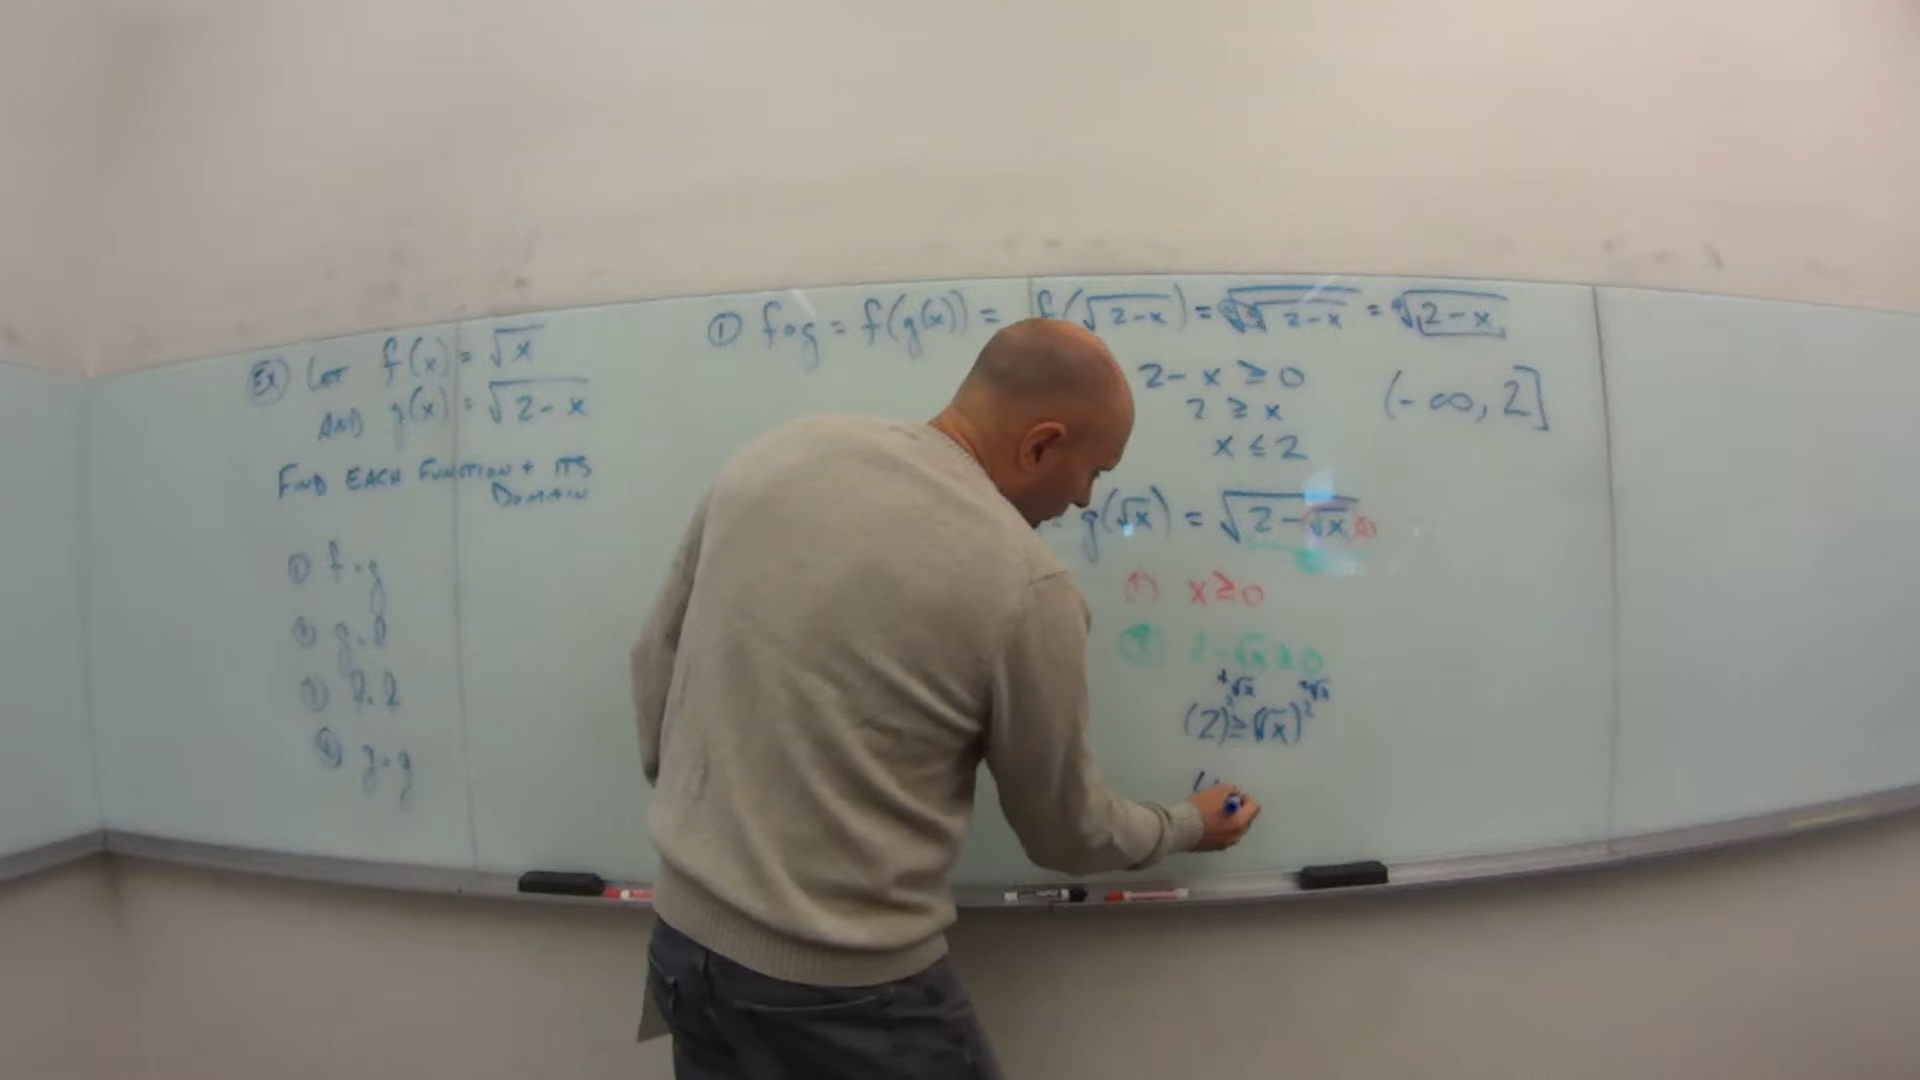 Ex) LET f(x) = √x
AND g(x) = √(2-x)
FIND EACH FUNCTION + ITS
DOMAIN
① f∘g
② g∘f
③ f∘f
④ g∘g
① f∘g = f(g(x)) = f(√(2-x)) = √(√(2-x)) = ∜(2-x)
2-x ≥ 0
2 ≥ x
x ≤ 2
(-∞, 2]
= g(√x) = √(2-√x)
① x≥0
② 2-√x ≥ 0
+√x +√x
(2)² ≥ (√x)²
4